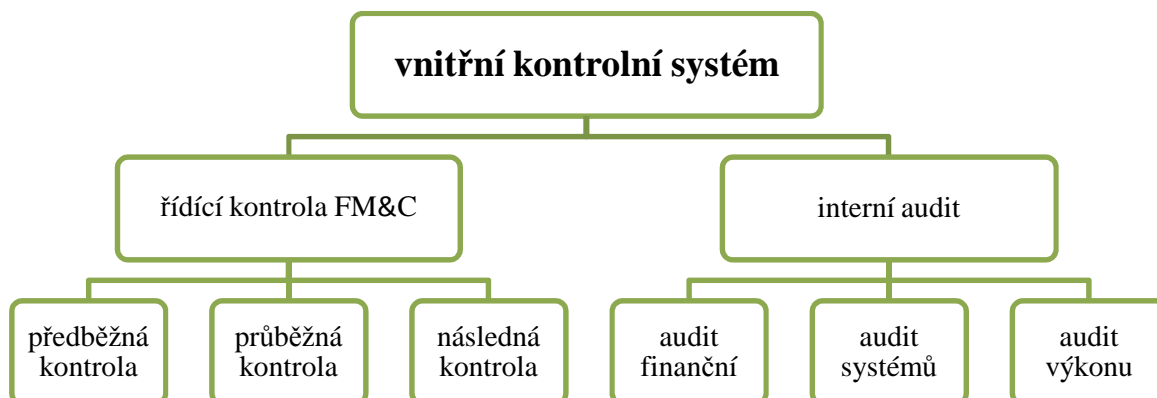 vnitřní kontrolní systém
řídící kontrola FM&C
interní audit
předběžná
kontrola
průběžná
kontrola
následná
kontrola
audit
finanční
audit
systémů
audit
výkonu